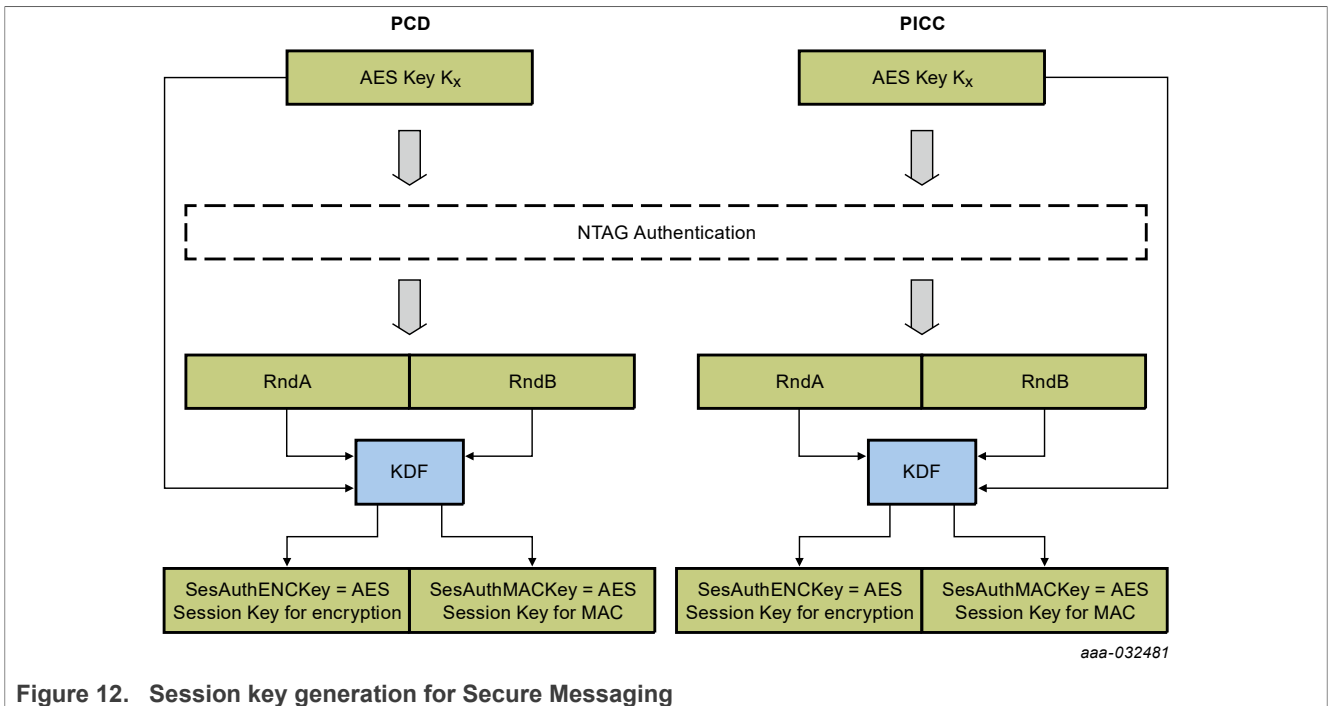 PCD
PICC
AES Key Kx
AES Key Kx
NTAG Authentication
RndA
RndB
RndA
RndB
KDF
KDF
SesAuthENCKey = AES
Session Key for encryption
SesAuthMACKey = AES
Session Key for MAC
SesAuthENCKey = AES
Session Key for encryption
SesAuthMACKey = AES
Session Key for MAC
aaa-032481
Figure 12. Session key generation for Secure Messaging